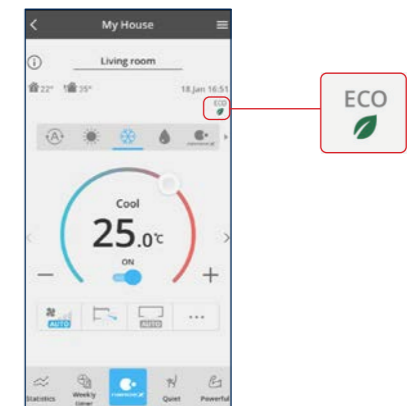 My House
Living room
22° 35° 18.Jan 16:51
ECO
ECO
A
Cool
25.0°C
ON
AUTO AUTO ...
Statistics Weekly timer Quiet Powerful